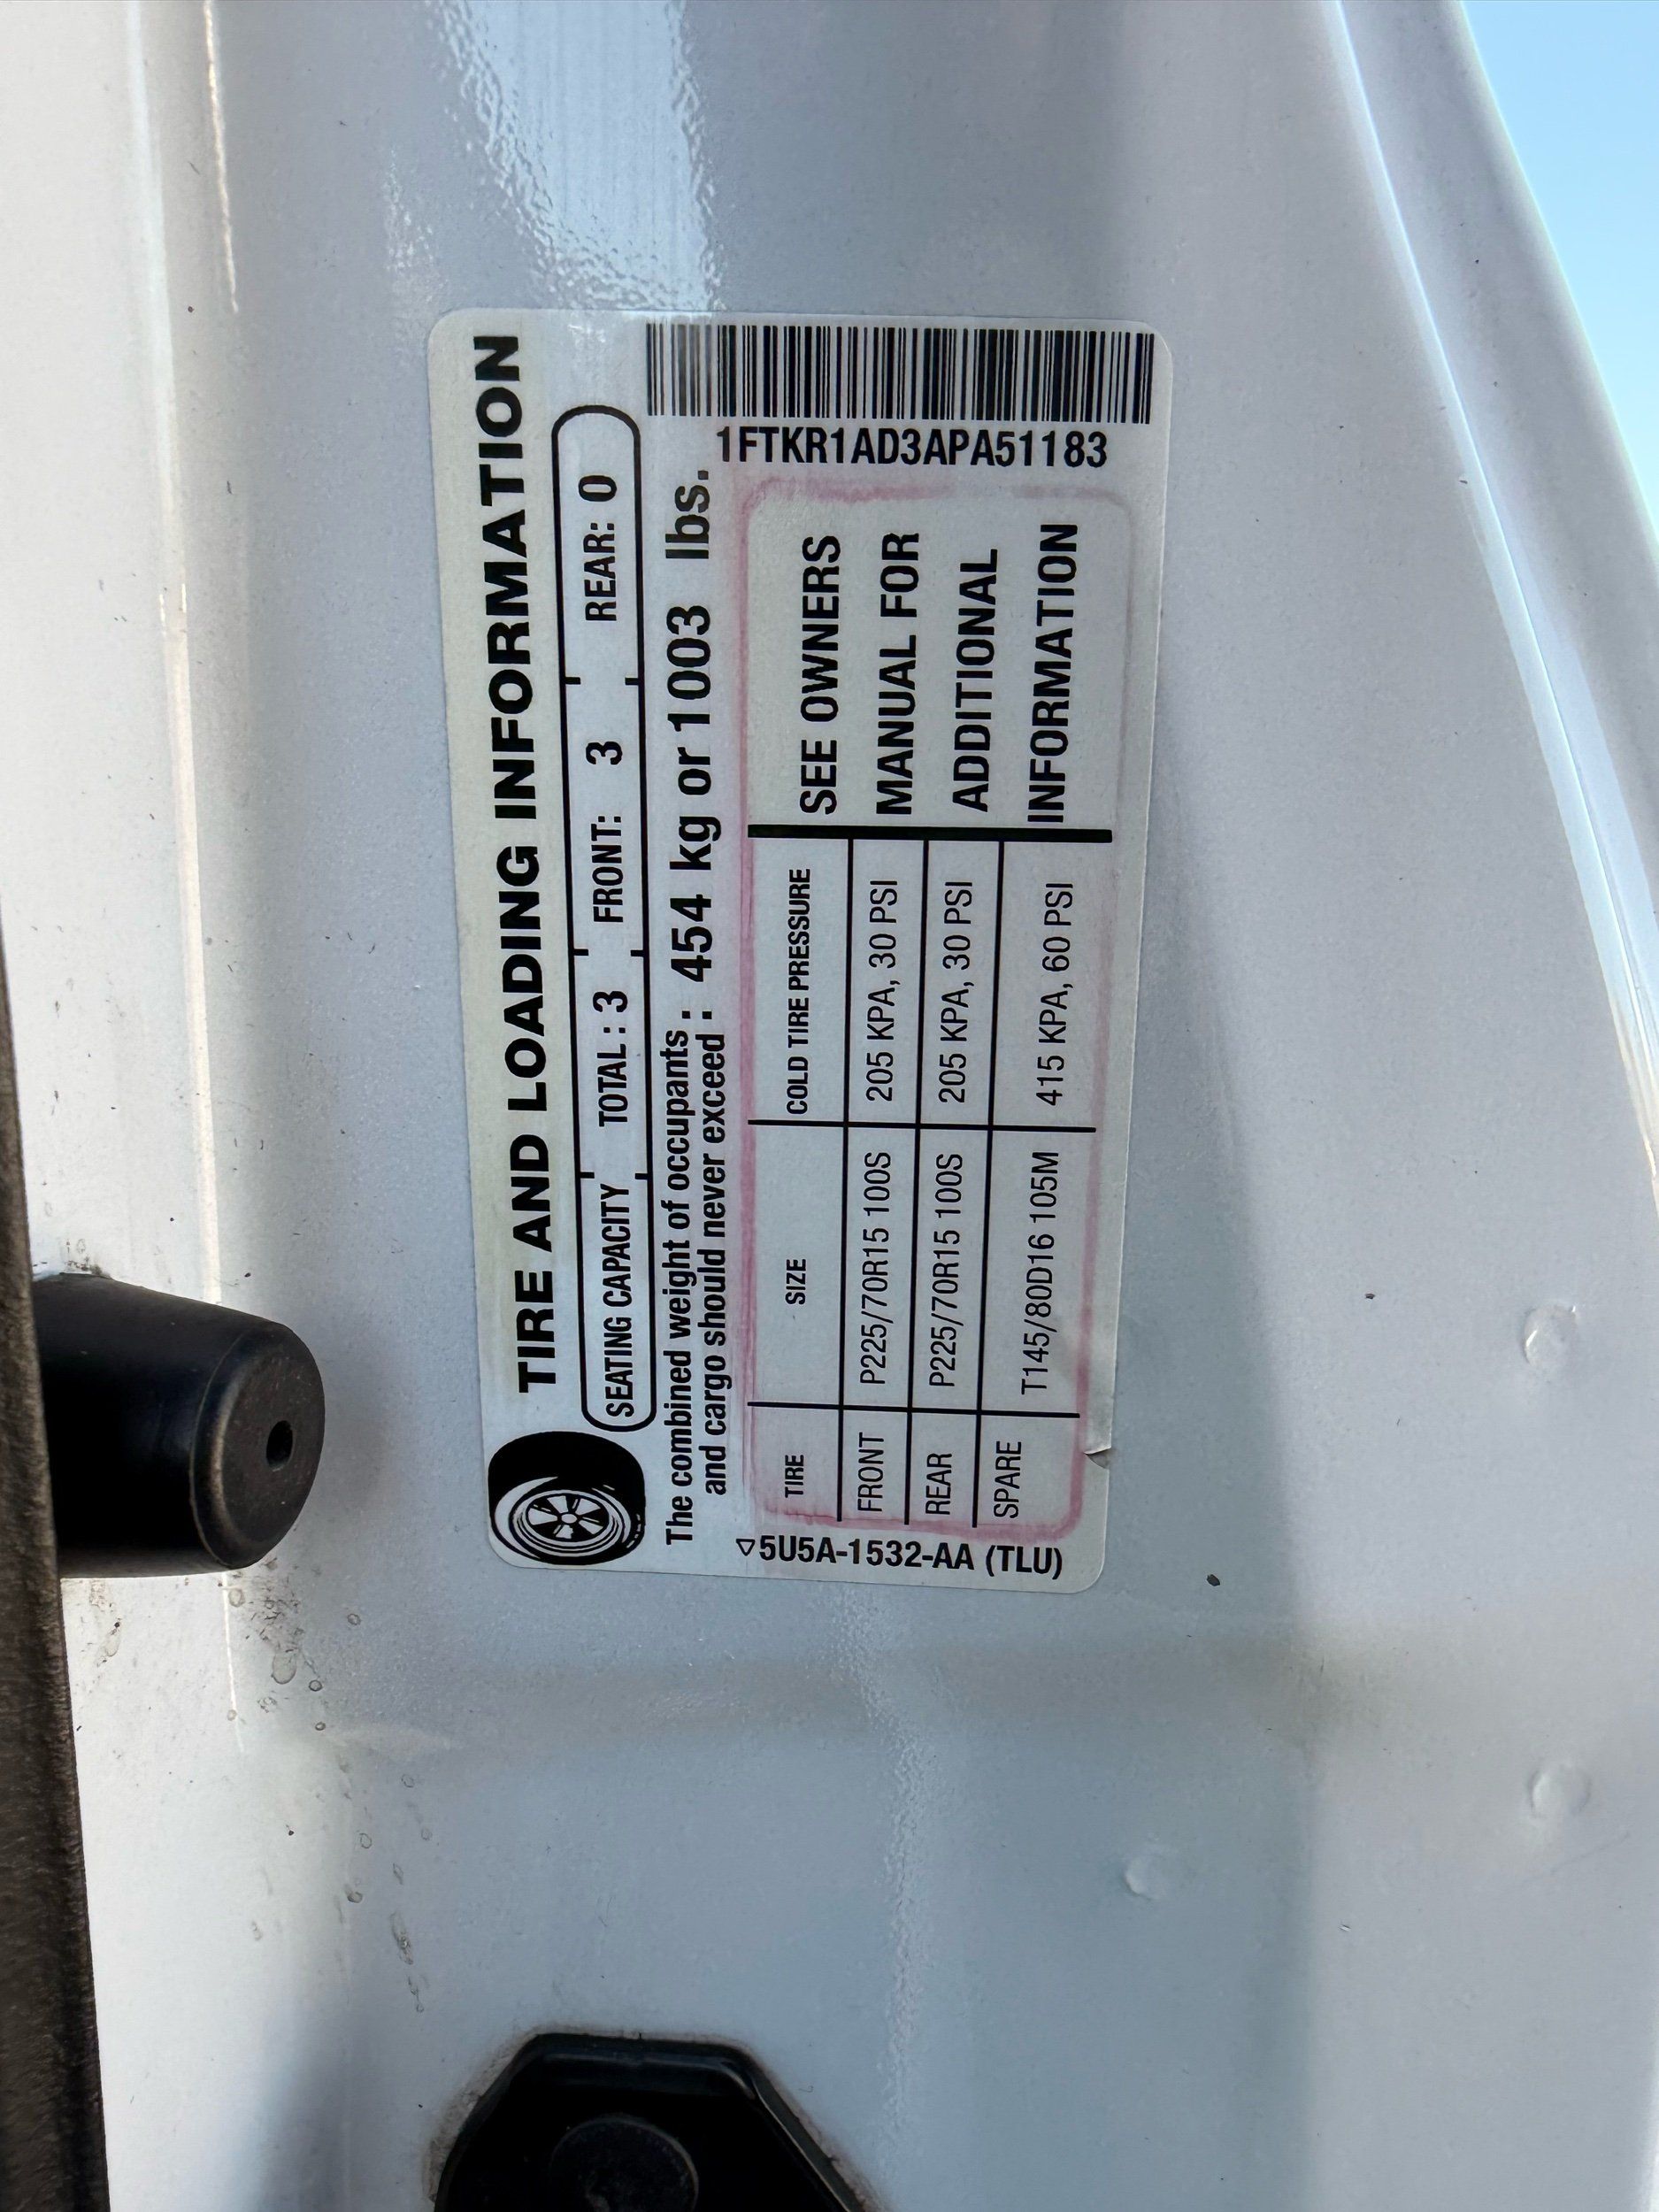 TIRE AND LOADING INFORMATION
SEATING CAPACITY TOTAL : 3 FRONT: 3 REAR: 0
The combined weight of occupants : 454 kg or 1003 lbs.
and cargo should never exceed :
TIRE SIZE COLD TIRE PRESSURE
FRONT P225/70R15 100S 205 KPA, 30 PSI
REAR P225/70R15 100S 205 KPA, 30 PSI
SPARE T145/80D16 105M 415 KPA, 60 PSI
SEE OWNERS
MANUAL FOR
ADDITIONAL
INFORMATION
1FTKR1AD3APA51183
▽5U5A-1532-AA (TLU)